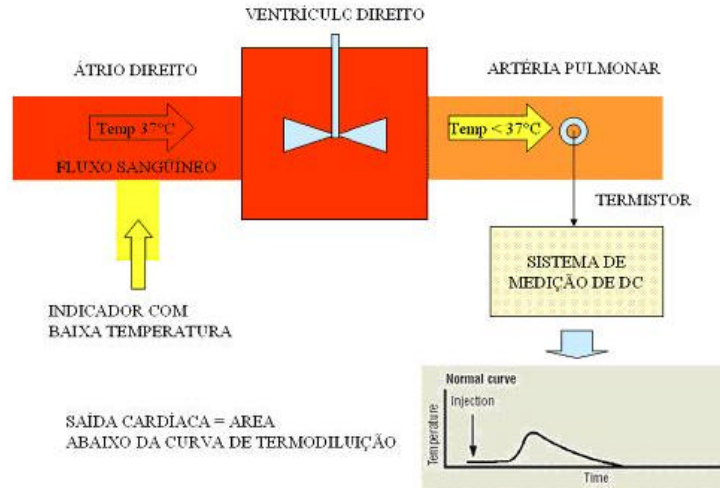 VENTRÍCULO DIREITO
ÁTRIO DIREITO
ARTÉRIA PULMONAR
Temp 37°C
Temp < 37°C
FLUXO SANGÜÍNEO
TERMISTOR
SISTEMA DE
MEDIÇÃO DE DC
INDICADOR COM
BAIXA TEMPERATURA
SAÍDA CARDÍACA = AREA
ABAIXO DA CURVA DE TERMODILUIÇÃO
Normal curve
Injection
Temperature
Time